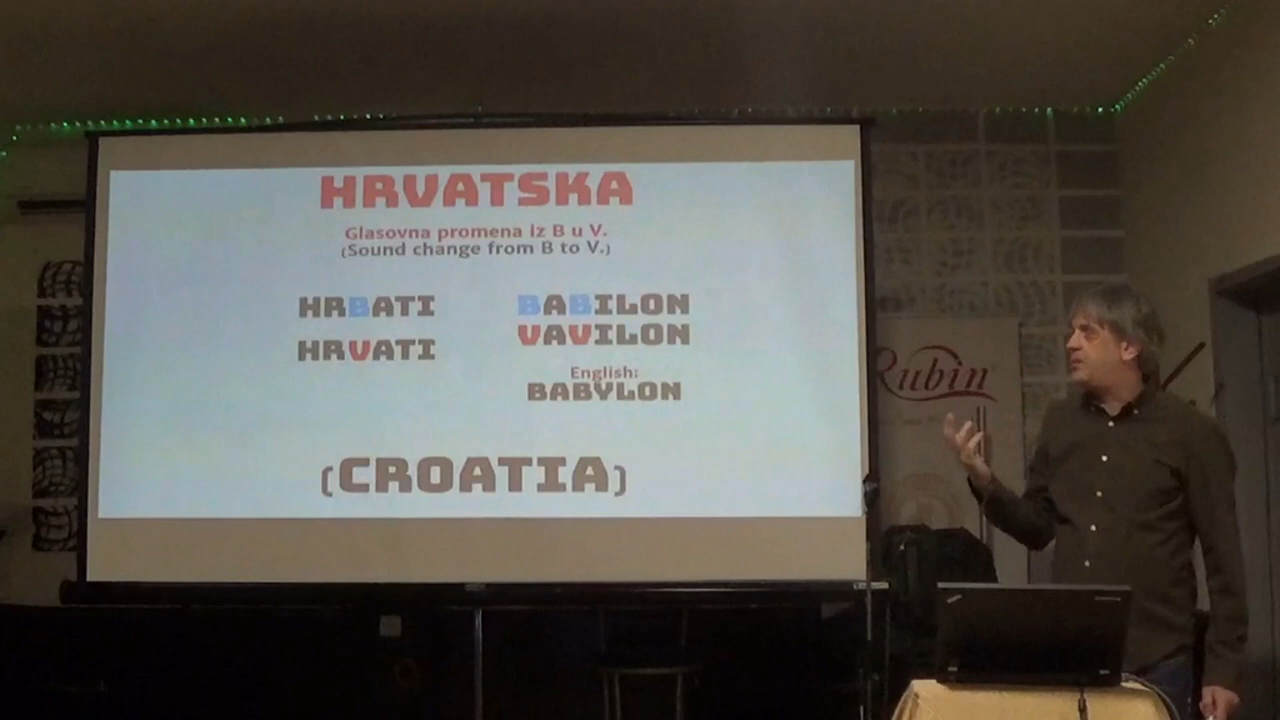 HRVATSKA
Glasovna promena iz B u V.
(Sound change from B to V.)
HRBATI
HRVATI
BABILON
VAVILON
English:
BABYLON
(CROATIA)
Rubin